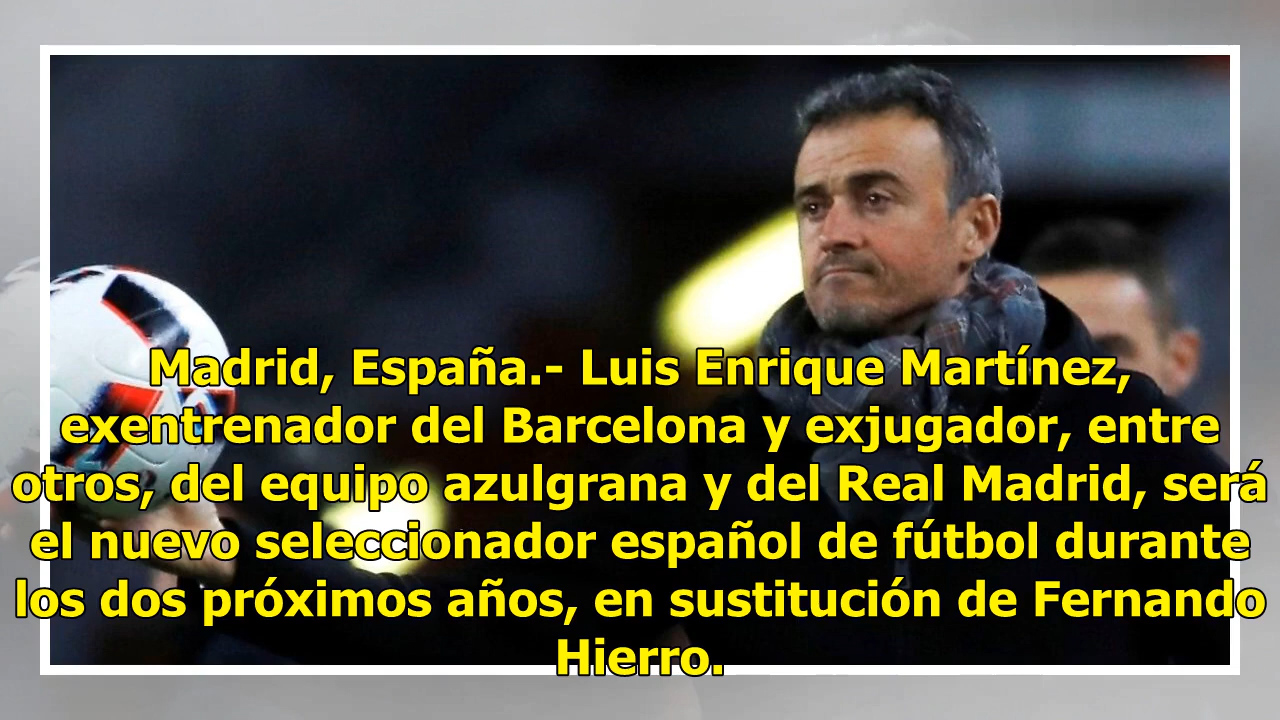 Madrid, España.- Luis Enrique Martínez,
exentrenador del Barcelona y exjugador, entre
otros, del equipo azulgrana y del Real Madrid, será
el nuevo seleccionador español de fútbol durante
los dos próximos años, en sustitución de Fernando
Hierro.